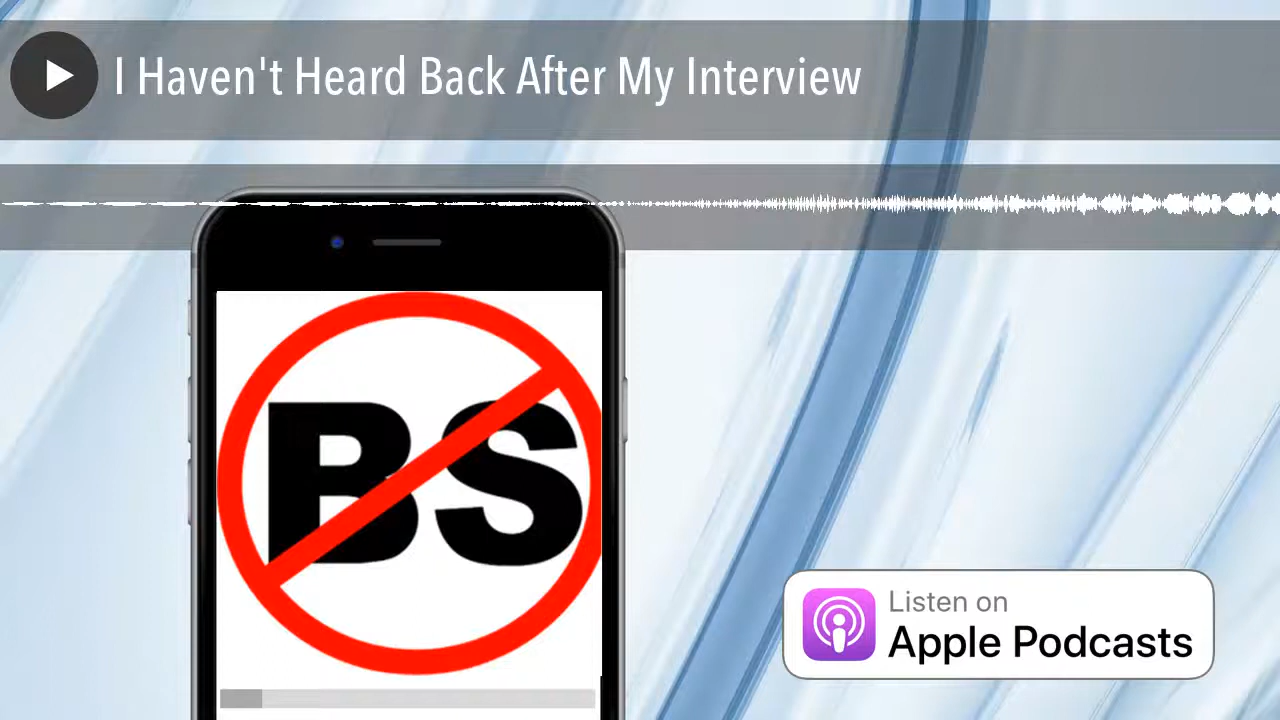 I Haven't Heard Back After My Interview
BS
Listen on
Apple Podcasts